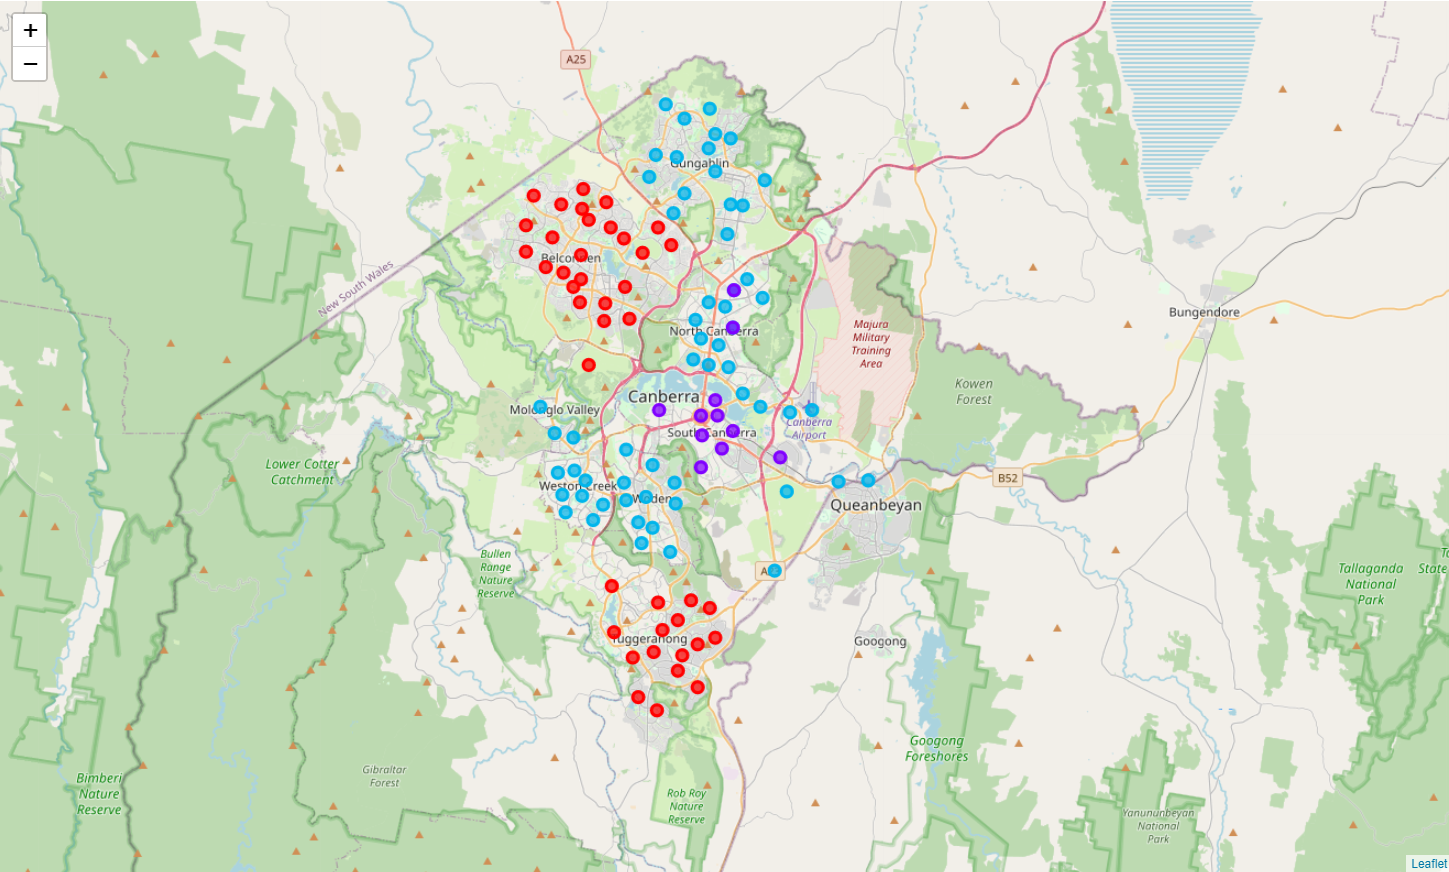 +
−
A25
Gungahlin
New South Wales
Bungendore
North Canberra
Majura
Military
Training
Area
Kowen
Forest
Canberra
Molonglo Valley
South Canberra
Canberra
Airport
Lower Cotter
Catchment
B52
Weston Creek
Woden
Queanbeyan
Bullen
Range
Nature
Reserve
Tallaganda
National
Park
State
Tuggeranong
Googong
Googong
Foreshores
Bimberi
Nature
Reserve
Gibraltar
Forest
Rob Roy
Nature
Reserve
Yanununbeyan
National
Park
Leaflet